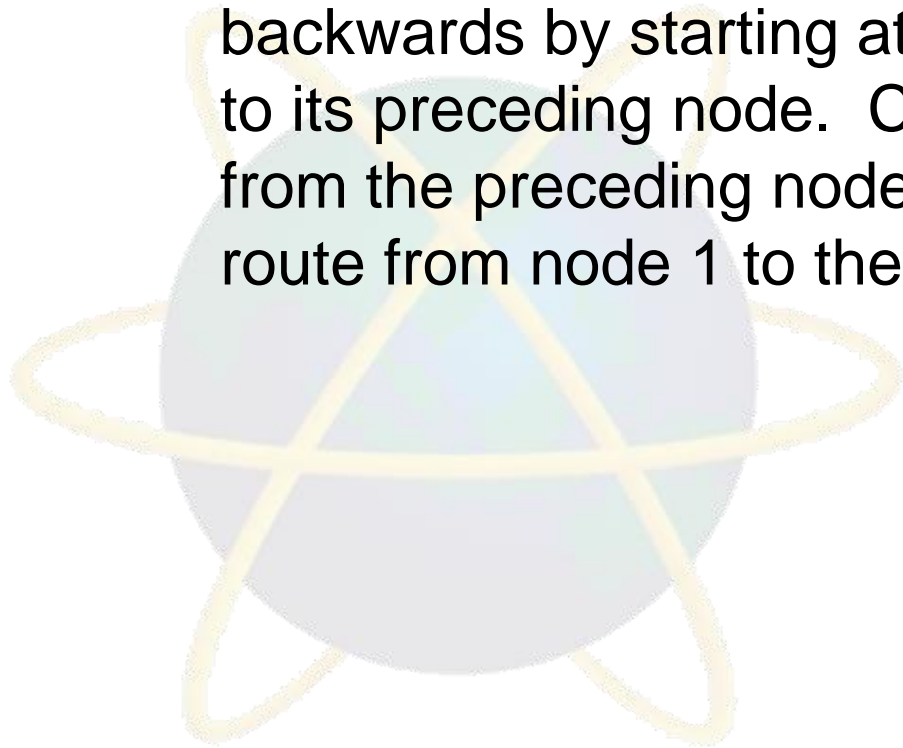 backwards by starting at
to its preceding node. C
from the preceding node
route from node 1 to the